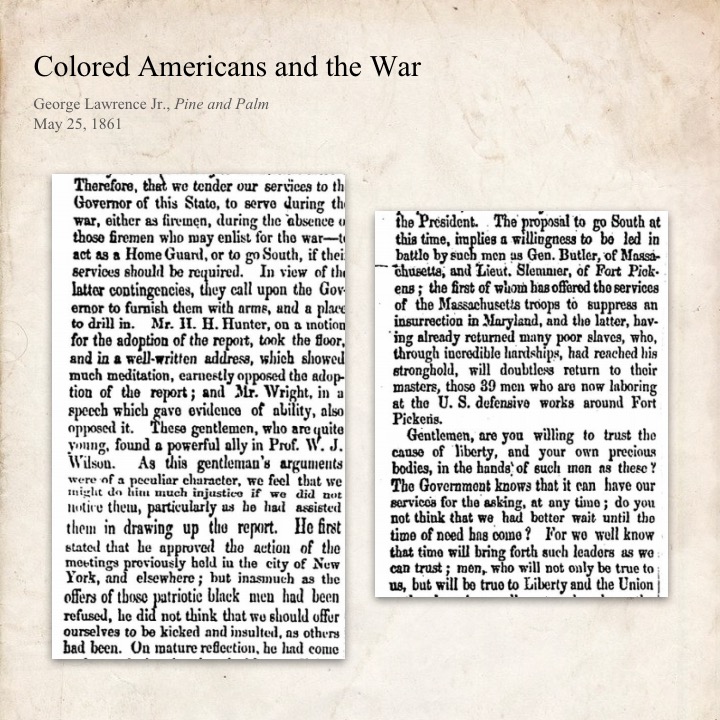 Colored Americans and the War
George Lawrence Jr., Pine and Palm
May 25, 1861
Therefore, that we tender our services to th
Governor of this State, to serve during the
war, either as firemen, during the absence o
those firemen who may enlist for the war—t
act as a Home Guard, or to go South, if thei
services should be required. In view of the
latter contingencies, they call upon the Gov-
ernor to furnish them with arms, and a place
to drill in. Mr. H. H. Hunter, on a motion
for the adoption of the report, took the floor,
and in a well-written address, which showed
much meditation, earnestly opposed the adop-
tion of the report; and Mr. Wright, in a
speech which gave evidence of ability, also
opposed it. These gentlemen, who are quite
young, found a powerful ally in Prof. W. J.
Wilson. As this gentleman's arguments
were of a peculiar character, we feel that we
might do him much injustice if we did not
notice them, particularly as he had assisted
them in drawing up the report. He first
stated that he approved the action of the
meetings previously held in the city of New
York, and elsewhere; but inasmuch as the
offers of those patriotic black men had been
refused, he did not think that we should offer
ourselves to be kicked and insulted, as others
had been. On mature reflection, he had come
the President. The proposal to go South at
this time, implies a willingness to be led in
battle by such men as Gen. Butler, of Massa-
chusetts, and Lieut. Slemmer, of Fort Pick-
ens; the first of whom has offered the services
of the Massachusetts troops to suppress an
insurrection in Maryland, and the latter, hav-
ing already returned many poor slaves, who,
through incredible hardships, had reached his
stronghold, will doubtless return to their
masters, those 39 men who are now laboring
at the U. S. defensive works around Fort
Pickens.
Gentlemen, are you willing to trust the
cause of liberty, and your own precious
bodies, in the hands of such men as these?
The Government knows that it can have our
services for the asking, at any time; do you
not think that we had better wait until the
time of need has come? For we well know
that time will bring forth such leaders as we
can trust; men, who will not only be true to
us, but will be true to Liberty and the Union